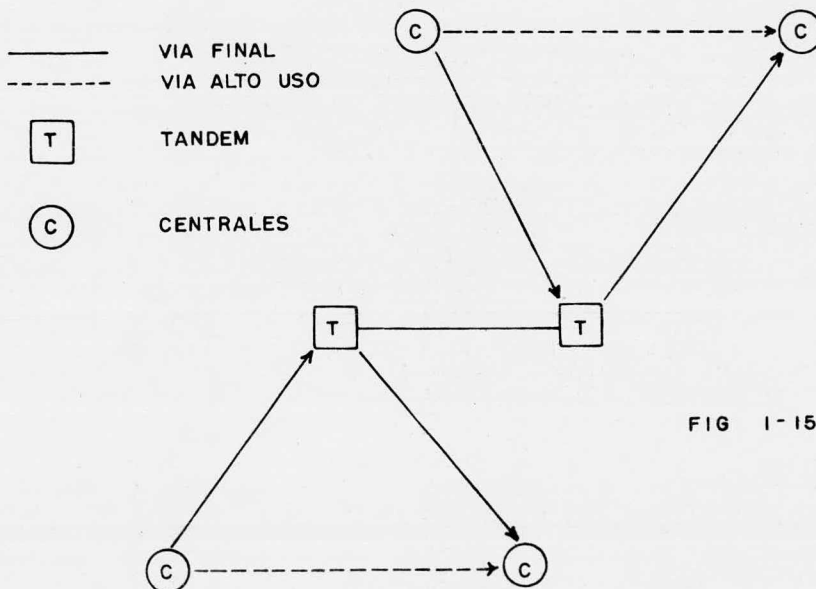 VIA FINAL
VIA ALTO USO
T TANDEM
C CENTRALES
C C
T T
FIG 1-15
C C